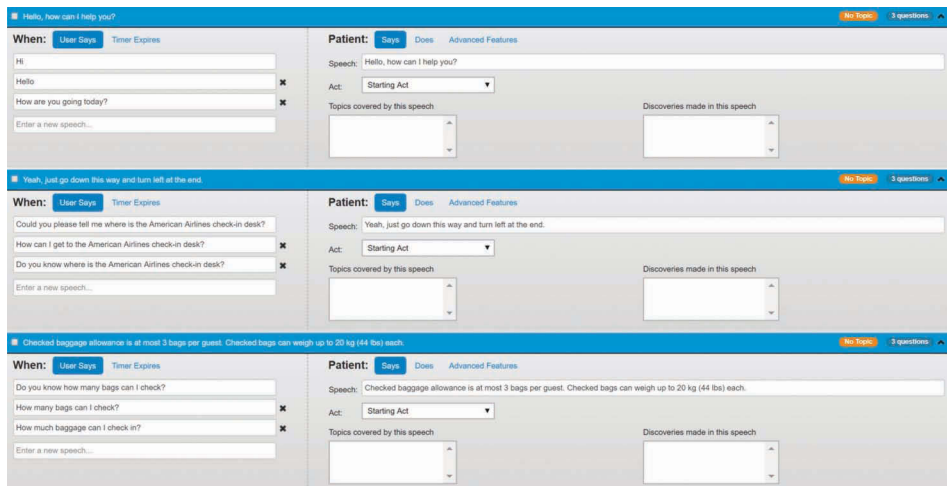 Hello, how can I help you? No Topic 3 questions
When: User Says Timer Expires Patient: Says Does Advanced Features
Hi Speech: Hello, how can I help you?
Hello Act: Starting Act
How are you going today? Topics covered by this speech Discoveries made in this speech
Enter a new speech...
Yeah, just go down this way and turn left at the end. No Topic 3 questions
When: User Says Timer Expires Patient: Says Does Advanced Features
Could you please tell me where is the American Airlines check-in desk? Speech: Yeah, just go down this way and turn left at the end.
How can I get to the American Airlines check-in desk? Act: Starting Act
Do you know where is the American Airlines check-in desk? Topics covered by this speech Discoveries made in this speech
Enter a new speech...
Checked baggage allowance is at most 3 bags per guest. Checked bags can weigh up to 20 kg (44 lbs) each. No Topic 3 questions
When: User Says Timer Expires Patient: Says Does Advanced Features
Do you know how many bags can I check? Speech: Checked baggage allowance is at most 3 bags per guest. Checked bags can weigh up to 20 kg (44 lbs) each.
How many bags can I check? Act: Starting Act
How much baggage can I check in? Topics covered by this speech Discoveries made in this speech
Enter a new speech...